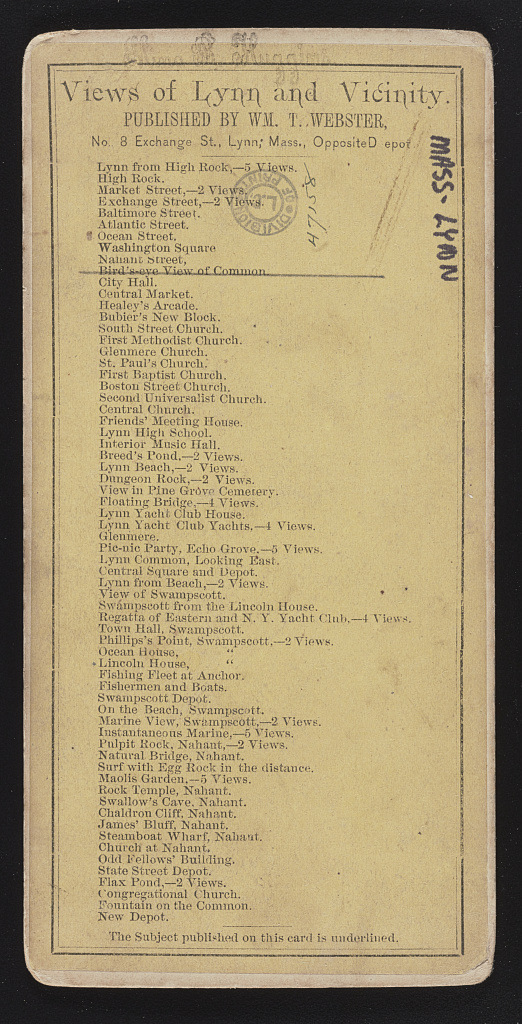 Views of Lynn and Vicinity.
PUBLISHED BY WM. T. WEBSTER,
No. 8 Exchange St., Lynn, Mass., OppositeD epot
MASS - LYNN
Lynn from High Rock,—5 Views.
High Rock.
Market Street,—2 Views.
Exchange Street,—2 Views.
Baltimore Street.
Atlantic Street.
Ocean Street,
Washington Square
Nahant Street,
Bird's-eye View of Common
City Hall.
Central Market.
Healey's Arcade.
Bubier's New Block.
South Street Church.
First Methodist Church.
Glenmere Church.
St. Paul's Church.
First Baptist Church.
Boston Street Church.
Second Universalist Church.
Central Church.
Friends' Meeting House.
Lynn High School.
Interior Music Hall.
Breed's Pond,—2 Views.
Lynn Beach,—2 Views.
Dungeon Rock,—2 Views.
View in Pine Grove Cemetery.
Floating Bridge,—4 Views.
Lynn Yacht Club House.
Lynn Yacht Club Yachts,—4 Views.
Glenmere.
Pic-nic Party, Echo Grove.—5 Views.
Lynn Common, Looking East.
Central Square and Depot.
Lynn from Beach,—2 Views.
View of Swampscott.
Swampscott from the Lincoln House.
Regatta of Eastern and N. Y. Yacht Club,—4 Views.
Town Hall, Swampscott.
Phillips's Point, Swampscott,—2 Views.
Ocean House, "
Lincoln House, "
Fishing Fleet at Anchor.
Fishermen and Boats.
Swampscott Depot.
On the Beach, Swampscott.
Marine View, Swampscott,—2 Views.
Instantaneous Marine,—5 Views.
Pulpit Rock, Nahant,—2 Views.
Natural Bridge, Nahant.
Surf with Egg Rock in the distance.
Maolis Garden,—5 Views.
Rock Temple, Nahant.
Swallow's Cave, Nahant.
Chaldron Cliff, Nahant.
James' Bluff, Nahant.
Steamboat Wharf, Nahant.
Church at Nahant.
Odd Fellows' Building.
State Street Depot.
Flax Pond,—2 Views.
Congregational Church.
Fountain on the Common.
New Depot.
The Subject published on this card is underlined.